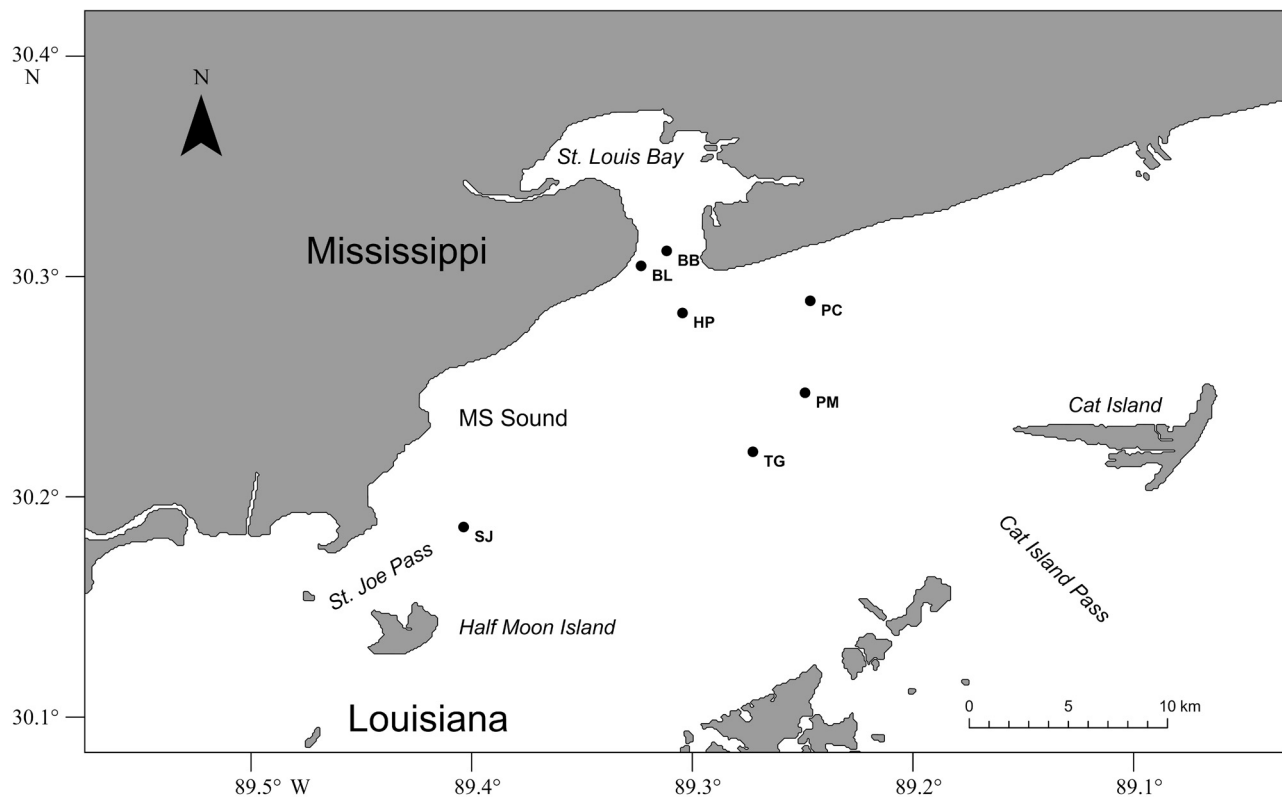 30.4°
N
N
St. Louis Bay
Mississippi
BB
BL
30.3°
PC
HP
PM
Cat Island
MS Sound
TG
30.2°
SJ
St. Joe Pass
Cat Island Pass
Half Moon Island
Louisiana
30.1°
0 5 10 km
89.5° W 89.4° 89.3° 89.2° 89.1°